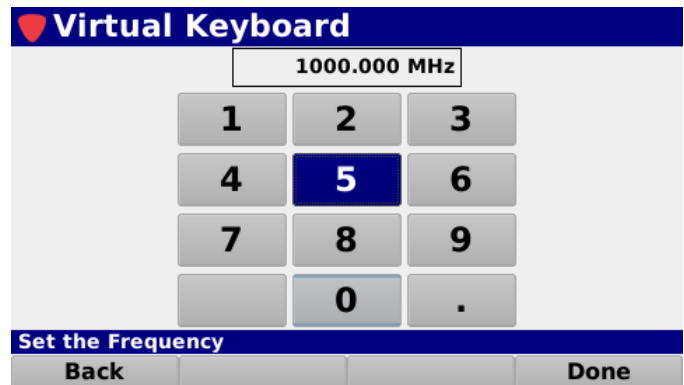 Virtual Keyboard
1000.000 MHz
1 2 3
4 5 6
7 8 9
0 .
Set the Frequency
Back Done